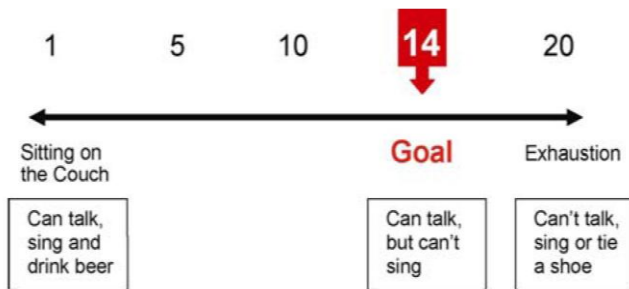 1 5 10 14 20
Sitting on
the Couch
Goal
Exhaustion
Can talk,
sing and
drink beer
Can talk,
but can't
sing
Can't talk,
sing or tie
a shoe